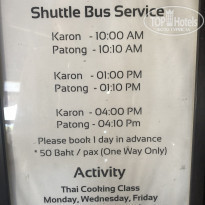 Shuttle Bus Service
Karon - 10:00 AM
Patong - 10:10 AM
Karon - 01:00 PM
Patong - 01:10 PM
Karon - 04:00 PM
Patong - 04:10 Pm
Please book 1 day in advance
* 50 Baht / pax (One Way Only)
Activity
Thai Cooking Class
Monday, Wednesday, Friday